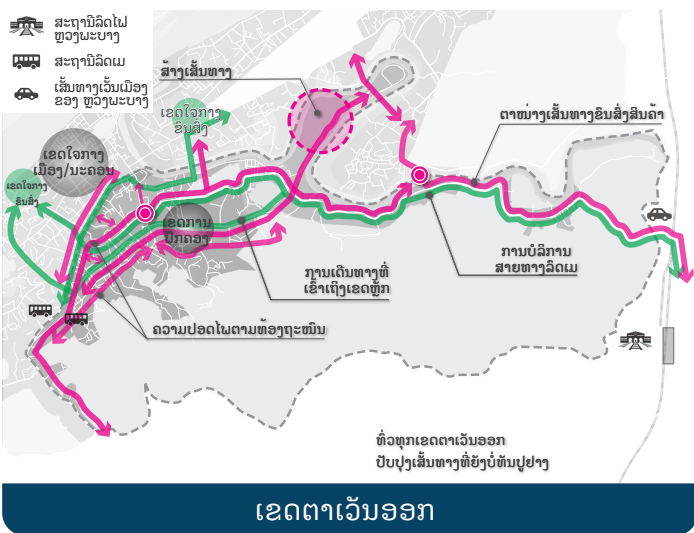 ສະຖານີລົດໄຟ
ຫຼວງພະບາງ
ສະຖານີລົດເມ
ເສັ້ນທາງເວັ້ນເມືອງ
ຂອງ ຫຼວງພະບາງ
ສ້າງເສັ້ນທາງ
ເຂດໃຈກາງ
ຂົນສົ່ງ
ຕາໜ່າງເສັ້ນທາງຂົນສົ່ງສິນຄ້າ
ເຂດໃຈກາງ
ເມືອງ/ນະຄອນ
ເຂດໃຈກາງ
ຂົນສົ່ງ
ເຂດການ
ປົກຄອງ
ການເດີນທາງທີ່
ເຂົ້າເຖິງເຂດຫຼັກ
ການບໍລິການ
ສາຍທາງລົດເມ
ຄວາມປອດໄພຕາມທ້ອງຖະໜົນ
ທົ່ວທຸກເຂດຕາເວັນອອກ
ປັບປຸງເສັ້ນທາງທີ່ຍັງບໍ່ທັນປູຢາງ
ເຂດຕາເວັນອອກ